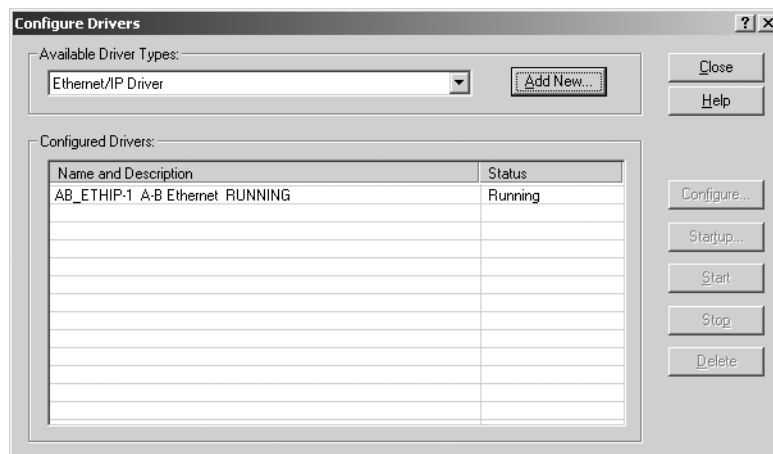 Configure Drivers
Available Driver Types:
Ethernet/IP Driver
Add New...
Close
Help
Configured Drivers:
Name and Description Status
AB_ETHIP-1 A-B Ethernet RUNNING Running
Configure...
Startup...
Start
Stop
Delete